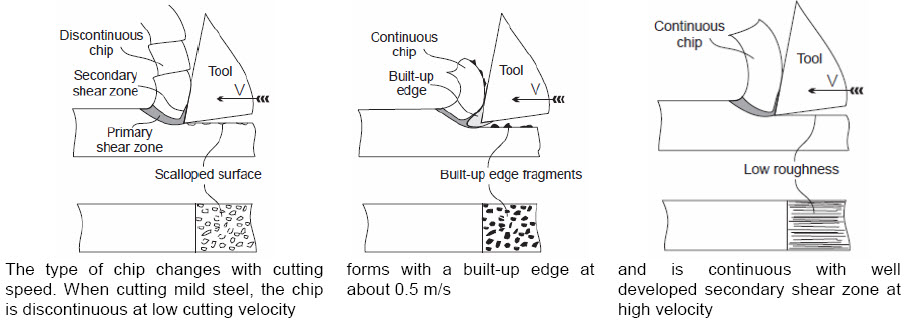 Discontinuous
chip
Secondary
shear zone
Tool
V
Primary
shear zone
Scalloped surface
The type of chip changes with cutting
speed. When cutting mild steel, the chip
is discontinuous at low cutting velocity
Continuous
chip
Built-up
edge
Tool
V
Built-up edge fragments
forms with a built-up edge at
about 0.5 m/s
Continuous
chip
Tool
V
Low roughness
and is continuous with well
developed secondary shear zone at
high velocity